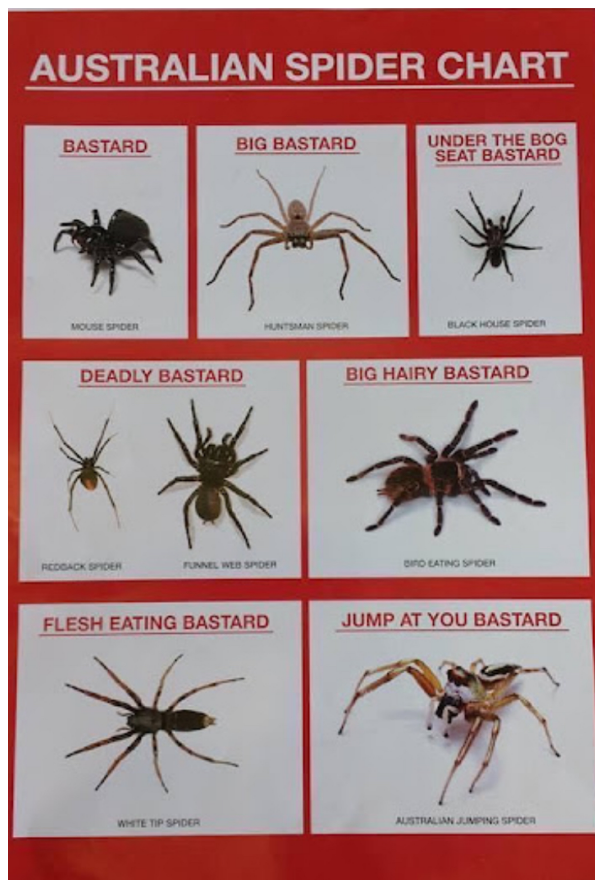 AUSTRALIAN SPIDER CHART
BASTARD
MOUSE SPIDER
BIG BASTARD
HUNTSMAN SPIDER
UNDER THE BOG
SEAT BASTARD
BLACK HOUSE SPIDER
DEADLY BASTARD
REDBACK SPIDER
FUNNEL WEB SPIDER
BIG HAIRY BASTARD
BIRD EATING SPIDER
FLESH EATING BASTARD
WHITE TIP SPIDER
JUMP AT YOU BASTARD
AUSTRALIAN JUMPING SPIDER